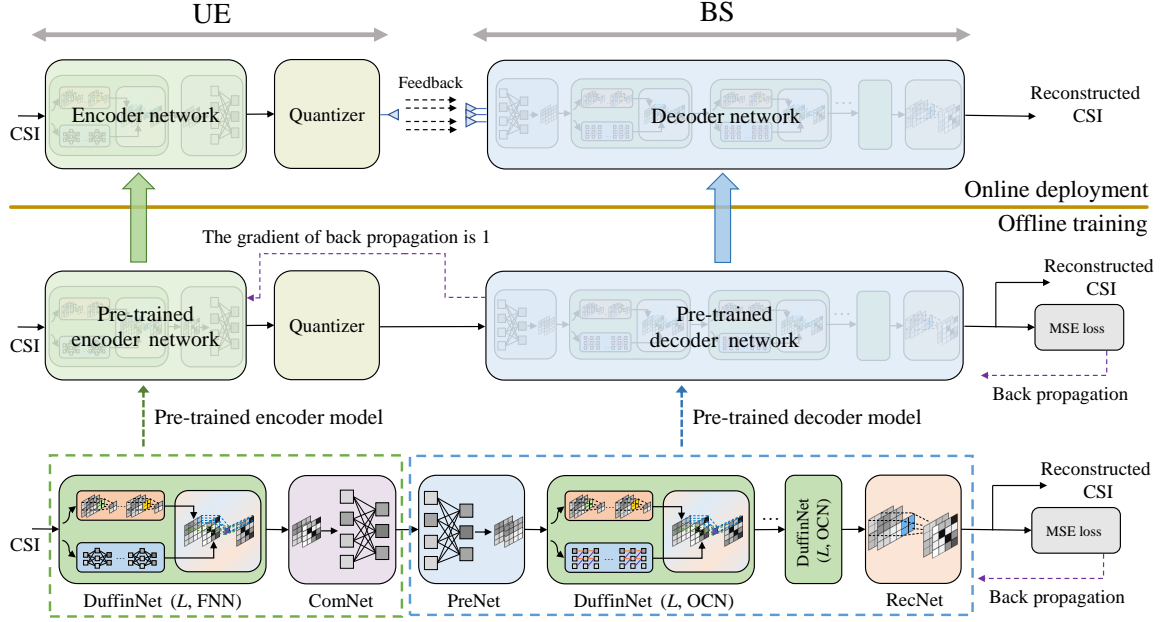 UE
BS
CSI
Encoder network
Quantizer
Feedback
Decoder network
...
Reconstructed
CSI
Online deployment
Offline training
The gradient of back propagation is 1
CSI
Pre-trained
encoder network
Quantizer
Pre-trained
decoder network
...
Reconstructed
CSI
MSE loss
Back propagation
Pre-trained encoder model
Pre-trained decoder model
CSI
DuffinNet (L, FNN)
ComNet
PreNet
DuffinNet (L, OCN)
...
DuffinNet
(L, OCN)
RecNet
Reconstructed
CSI
MSE loss
Back propagation